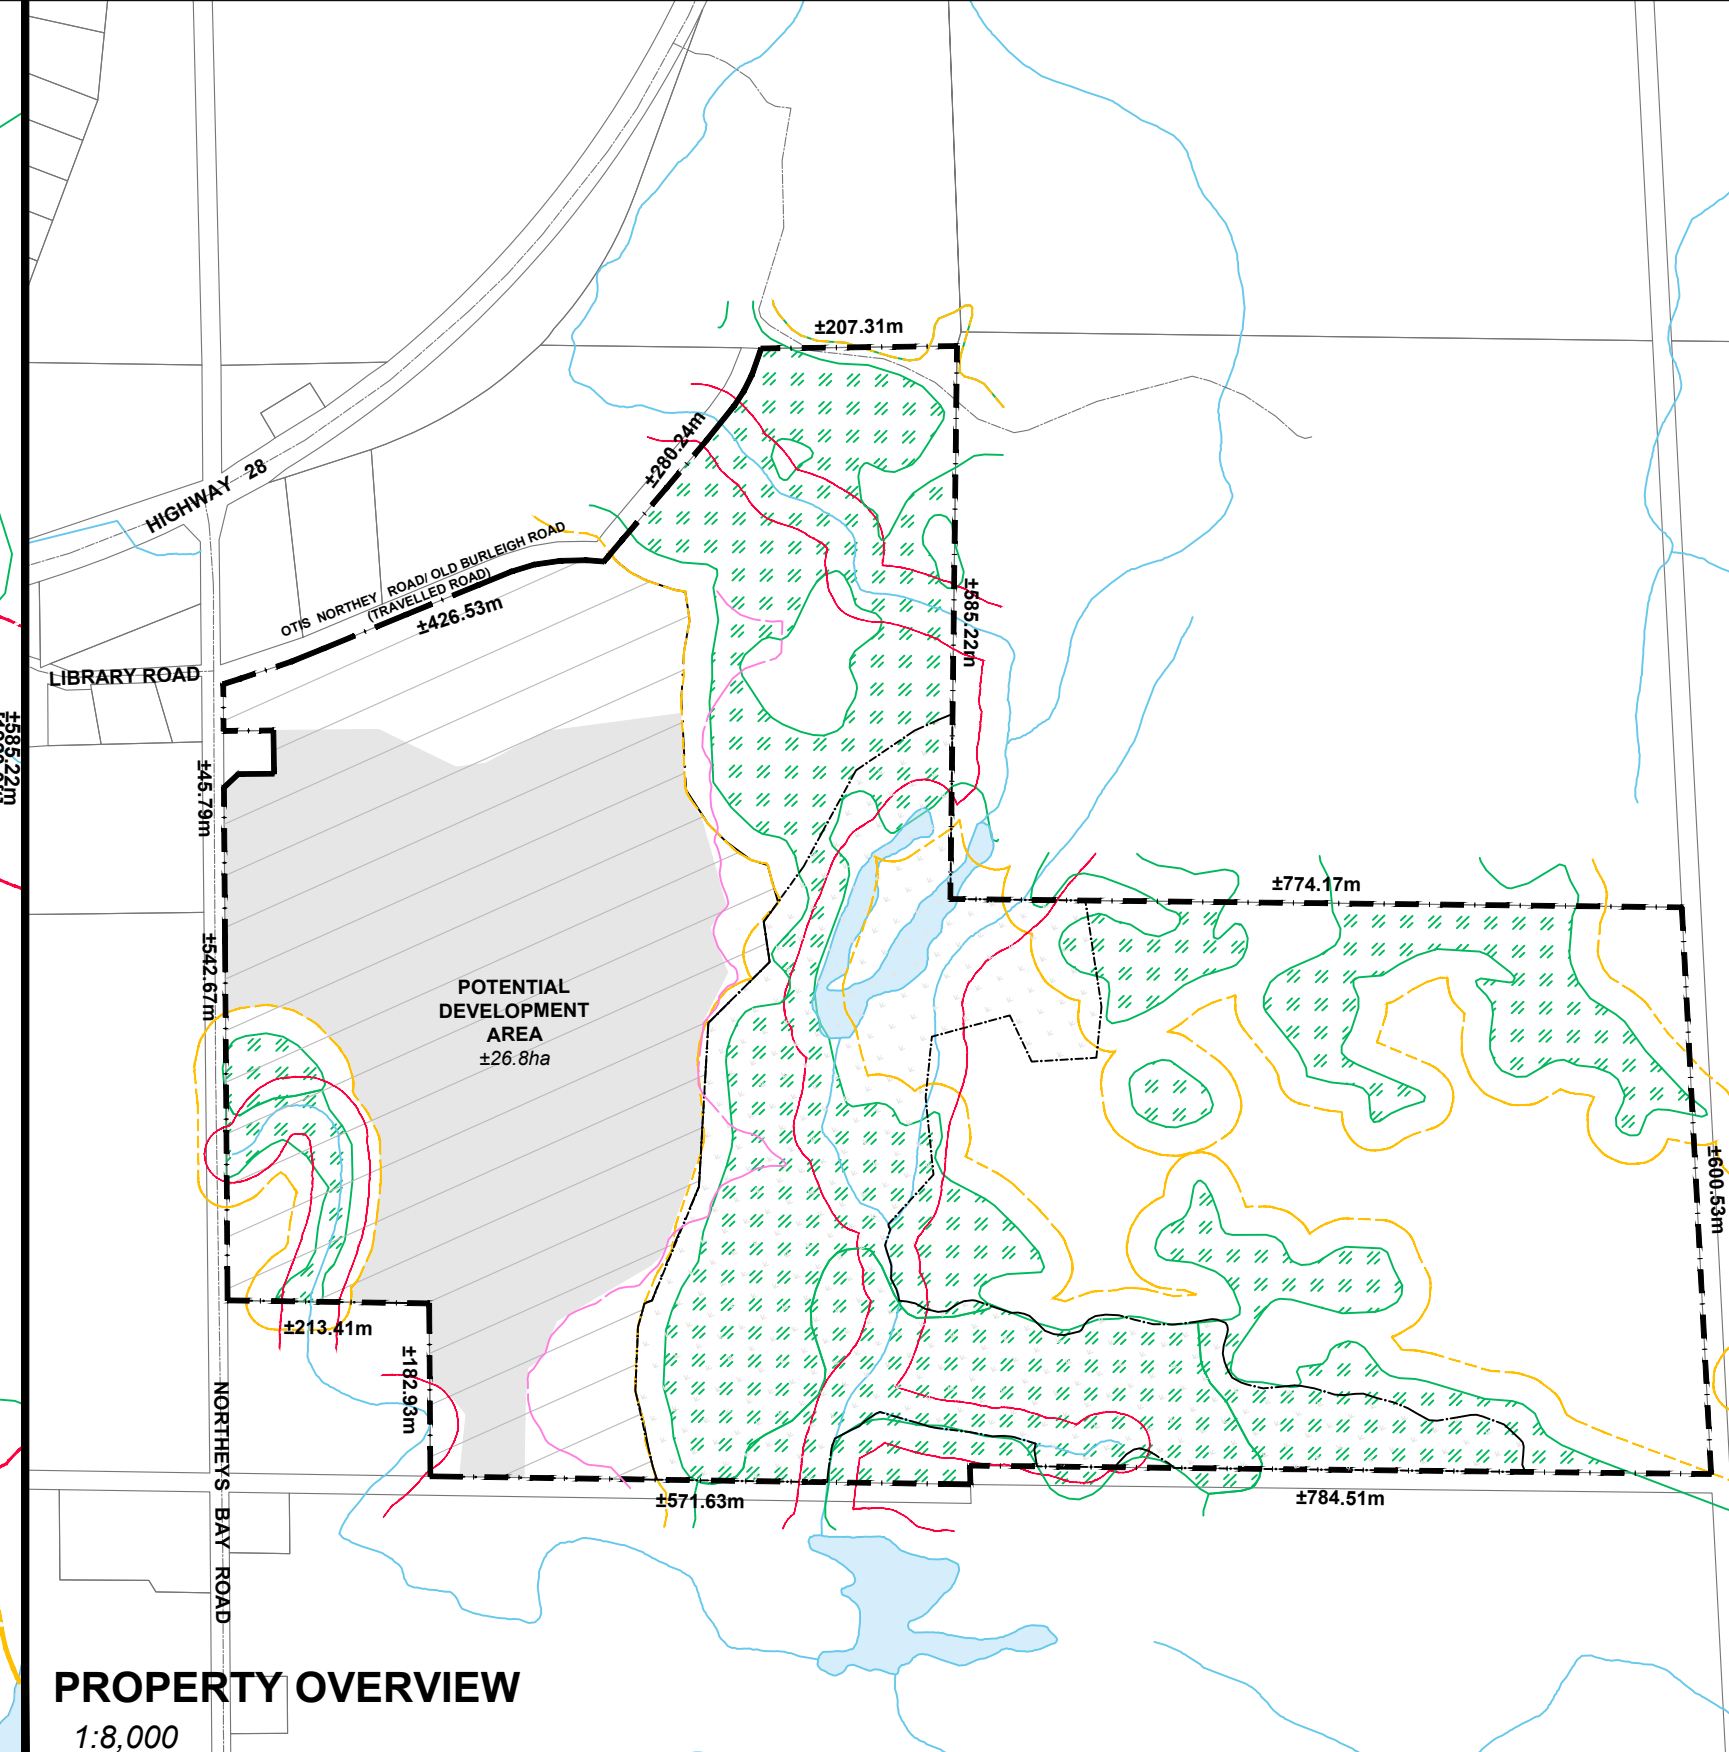 ±207.31m
±280.24m
HIGHWAY 28
OTIS NORTHEY ROAD/ OLD BURLEIGH ROAD
(TRAVELLED ROAD)
±426.53m
±585.22m
LIBRARY ROAD
±585.22m
±45.79m
±774.17m
±542.67m
POTENTIAL
DEVELOPMENT
AREA
±26.8ha
±600.53m
±213.41m
±182.93m
NORTHEYS BAY ROAD
±571.63m
±784.51m
PROPERTY OVERVIEW
1:8,000